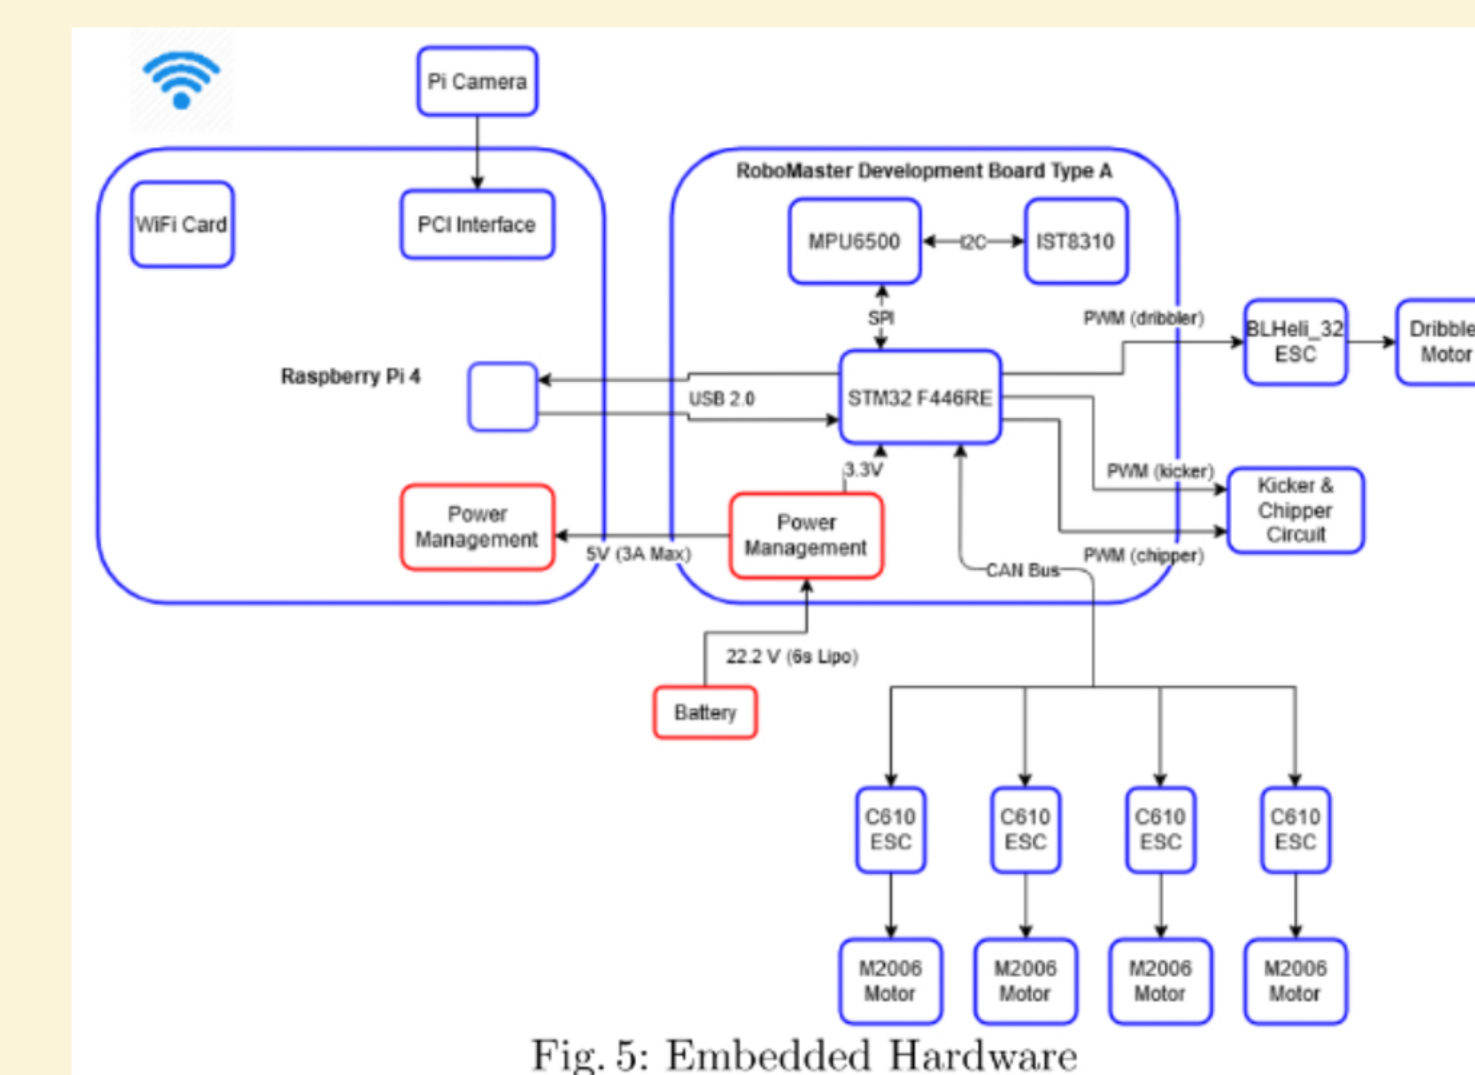 Pi Camera
RoboMaster Development Board Type A
WiFi Card
PCI Interface
MPU6500
I2C
IST8310
SPI
PWM (dribbler)
BLHeli_32
ESC
Dribble
Motor
Raspberry Pi 4
USB 2.0
STM32 F446RE
3.3V
PWM (kicker)
Kicker &
Chipper
Circuit
Power
Management
5V (3A Max)
Power
Management
CAN Bus
PWM (chipper)
22.2 V (6s Lipo)
Battery
C610
ESC
C610
ESC
C610
ESC
C610
ESC
M2006
Motor
M2006
Motor
M2006
Motor
M2006
Motor
Fig. 5: Embedded Hardware